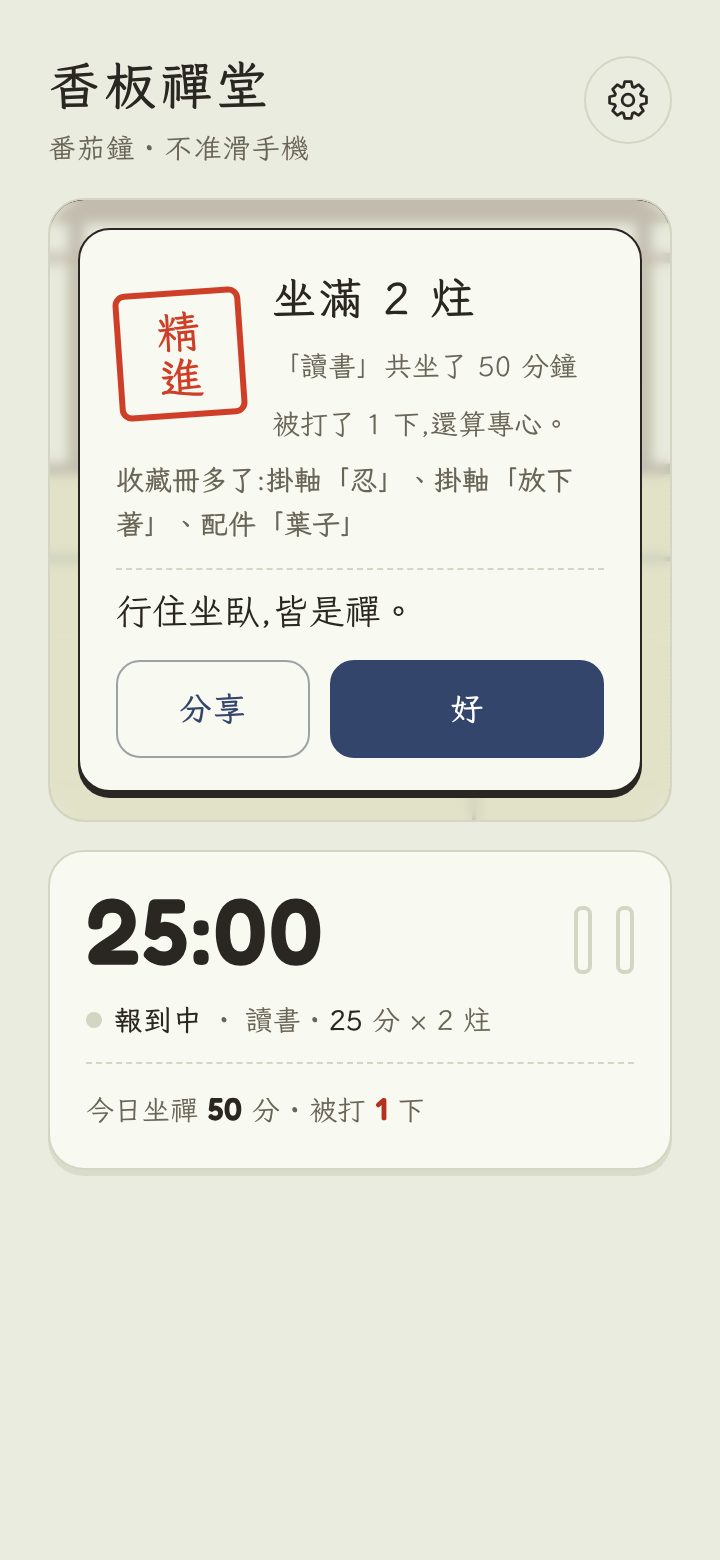 香板禪堂
番茄鐘・不准滑手機
精
進
坐滿 2 炷
「讀書」共坐了 50 分鐘
被打了 1 下,還算專心。
收藏冊多了:掛軸「忍」、掛軸「放下
著」、配件「葉子」
行住坐臥,皆是禪。
分享
好
25:00
報到中 ・ 讀書・25 分 × 2 炷
今日坐禪 50 分・被打 1 下